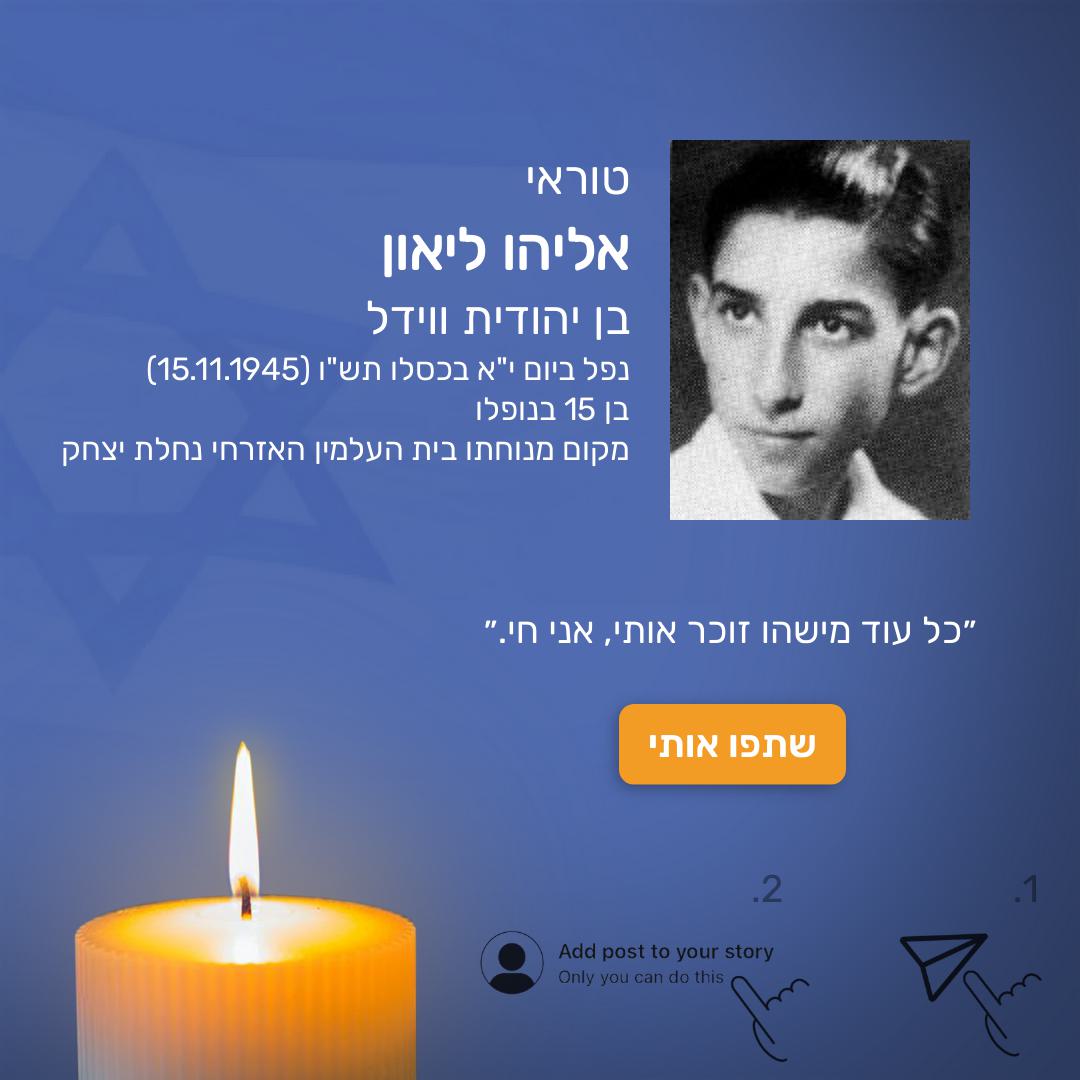 טוראי
אליהו ליאון
בן יהודית ווידל
נפל ביום י"א בכסלו תש"ו (15.11.1945)
בן 15 בנופלו
מקום מנוחתו בית העלמין האזרחי נחלת יצחק
״כל עוד מישהו זוכר אותי, אני חי.״
שתפו אותי
1.
2.
Add post to your story
Only you can do this